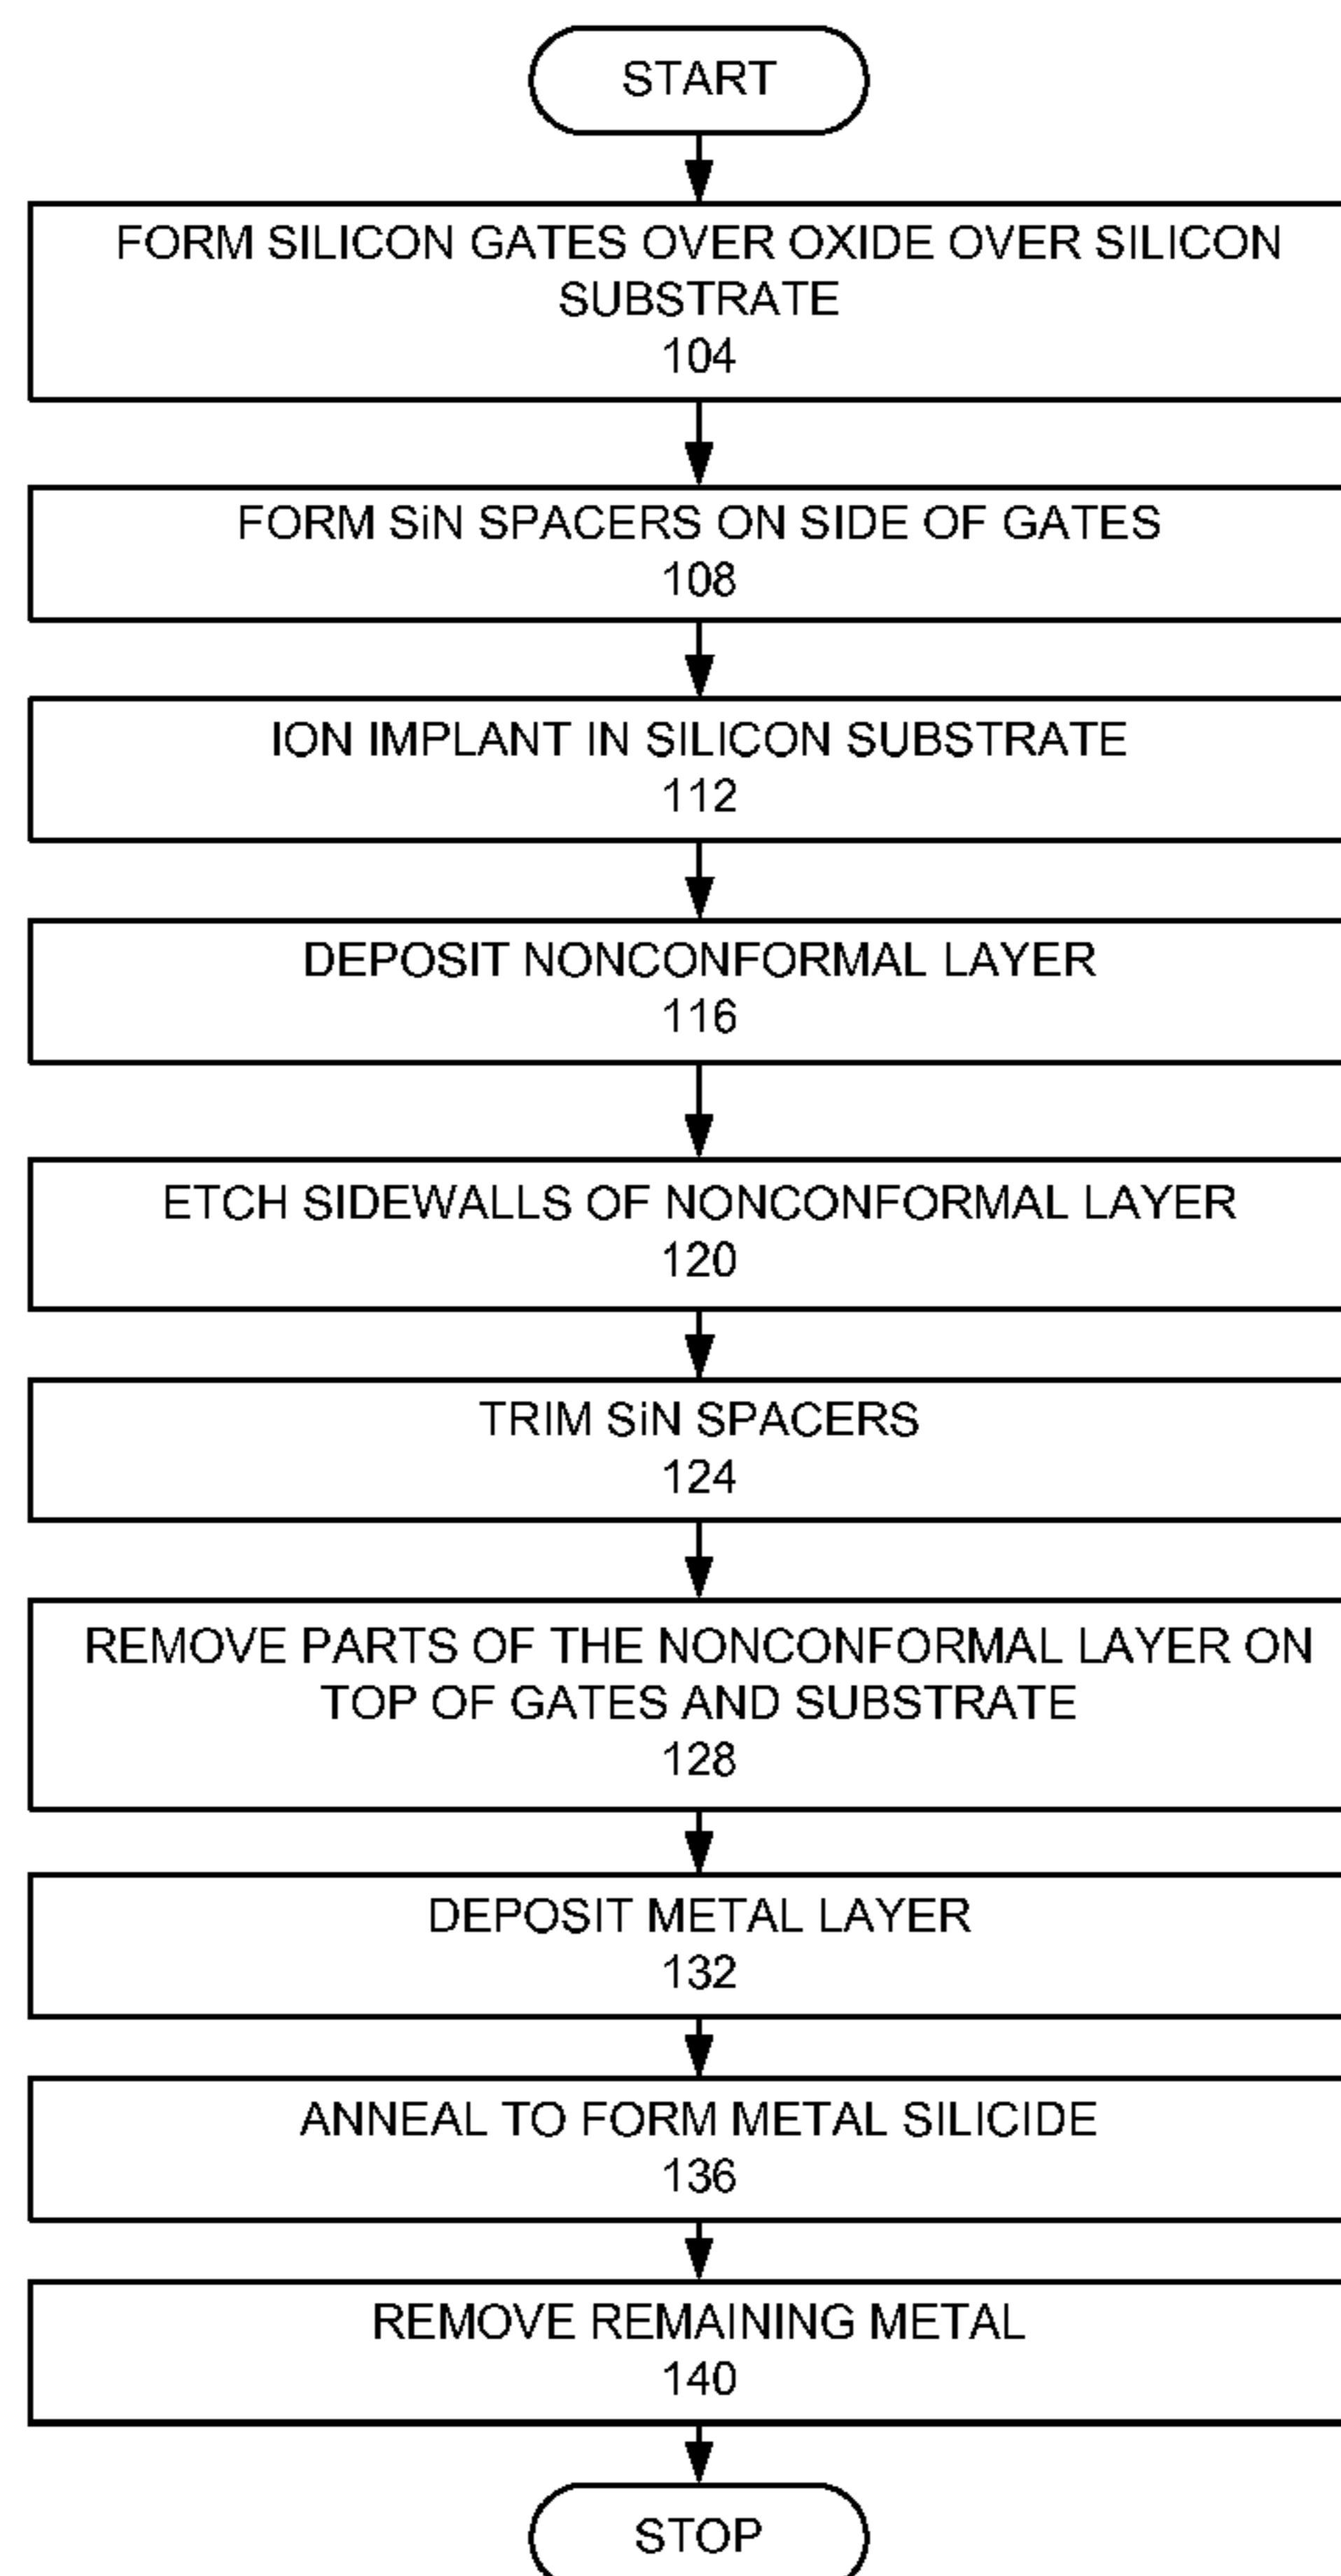 START
FORM SILICON GATES OVER OXIDE OVER SILICON
SUBSTRATE
104
FORM SiN SPACERS ON SIDE OF GATES
108
ION IMPLANT IN SILICON SUBSTRATE
112
DEPOSIT NONCONFORMAL LAYER
116
ETCH SIDEWALLS OF NONCONFORMAL LAYER
120
TRIM SiN SPACERS
124
REMOVE PARTS OF THE NONCONFORMAL LAYER ON
TOP OF GATES AND SUBSTRATE
128
DEPOSIT METAL LAYER
132
ANNEAL TO FORM METAL SILICIDE
136
REMOVE REMAINING METAL
140
STOP